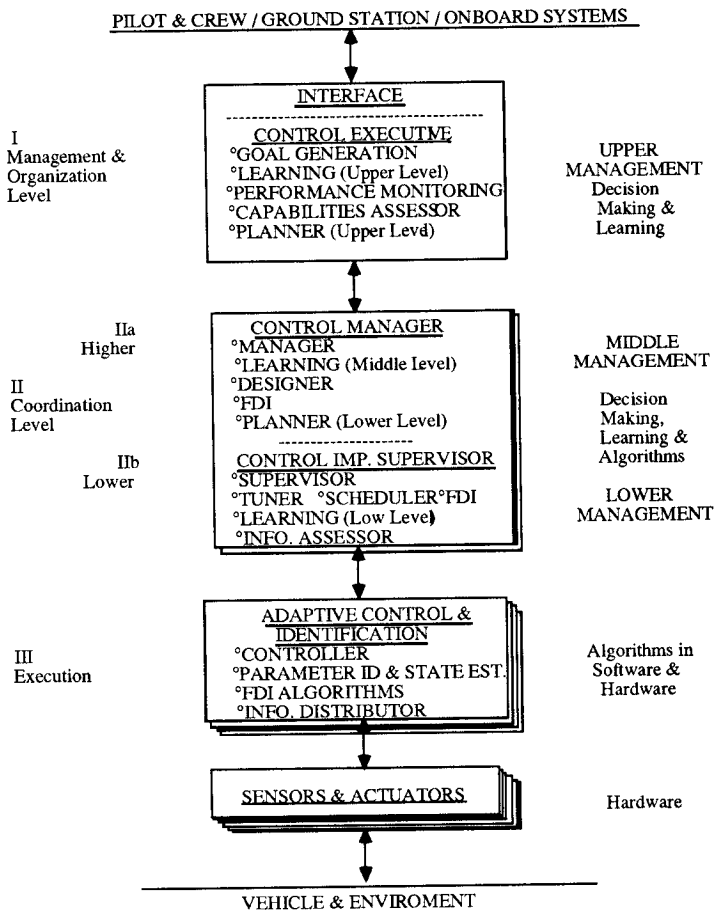 PILOT & CREW / GROUND STATION / ONBOARD SYSTEMS
INTERFACE
CONTROL EXECUTIVE
°GOAL GENERATION
°LEARNING (Upper Level)
°PERFORMANCE MONITORING
°CAPABILITIES ASSESSOR
°PLANNER (Upper Level)
I
Management &
Organization
Level
UPPER
MANAGEMENT
Decision
Making &
Learning
IIa
Higher
II
Coordination
Level
IIb
Lower
CONTROL MANAGER
°MANAGER
°LEARNING (Middle Level)
°DESIGNER
°FDI
°PLANNER (Lower Level)
CONTROL IMP. SUPERVISOR
°SUPERVISOR
°TUNER °SCHEDULER°FDI
°LEARNING (Low Level)
°INFO. ASSESSOR
MIDDLE
MANAGEMENT
Decision
Making,
Learning &
Algorithms
LOWER
MANAGEMENT
III
Execution
ADAPTIVE CONTROL &
IDENTIFICATION
°CONTROLLER
°PARAMETER ID & STATE EST.
°FDI ALGORITHMS
°INFO. DISTRIBUTOR
Algorithms in
Software &
Hardware
SENSORS & ACTUATORS
Hardware
VEHICLE & ENVIROMENT